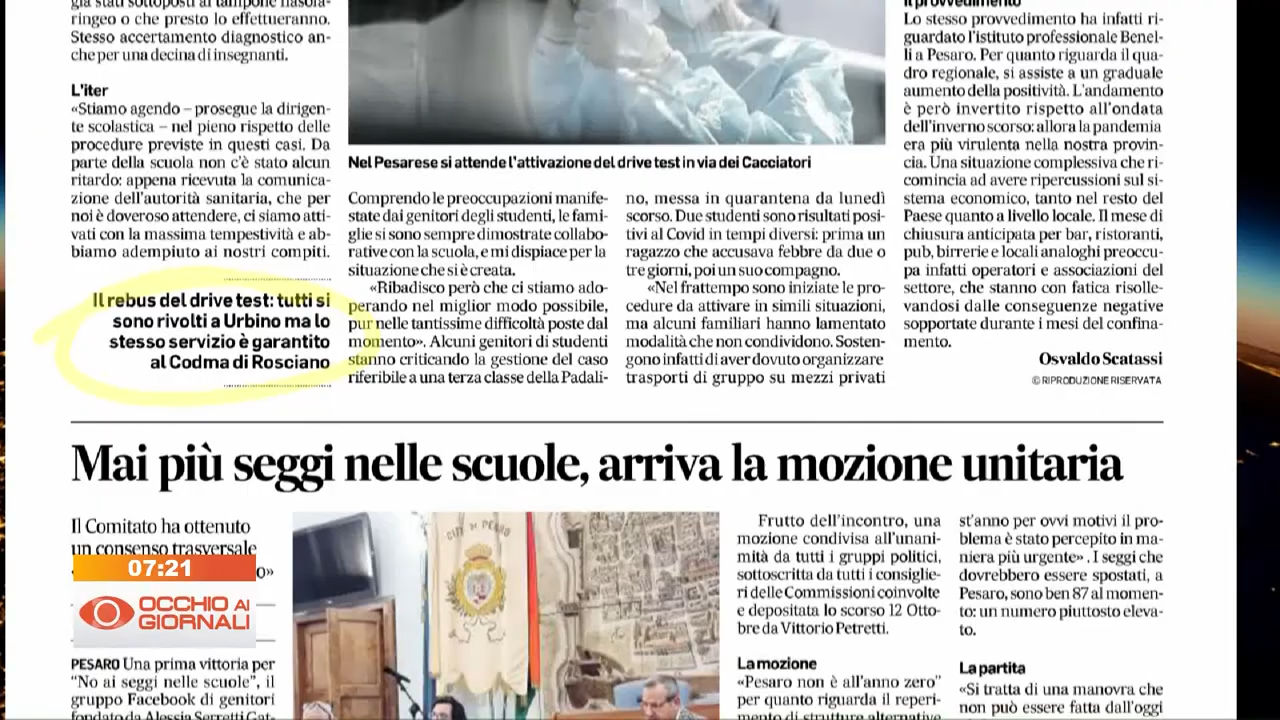 già stati sottoposti al tampone nasofa-
ringeo o che presto lo effettueranno.
Stesso accertamento diagnostico an-
che per una decina di insegnanti.
L'iter
«Stiamo agendo – prosegue la dirigen-
te scolastica – nel pieno rispetto delle
procedure previste in questi casi. Da
parte della scuola non c'è stato alcun
ritardo: appena ricevuta la comunica-
zione dell'autorità sanitaria, che per
noi è doveroso attendere, ci siamo atti-
vati con la massima tempestività e ab-
biamo adempiuto ai nostri compiti.
Il rebus del drive test: tutti si
sono rivolti a Urbino ma lo
stesso servizio è garantito
al Codma di Rosciano
Nel Pesarese si attende l'attivazione del drive test in via dei Cacciatori
Comprendo le preoccupazioni manife-
state dai genitori degli studenti, le fami-
glie si sono sempre dimostrate collabo-
rative con la scuola, e mi dispiace per la
situazione che si è creata.
«Ribadisco però che ci stiamo ado-
perando nel miglior modo possibile,
pur nelle tantissime difficoltà poste dal
momento». Alcuni genitori di studenti
stanno criticando la gestione del caso
riferibile a una terza classe della Padali-
no, messa in quarantena da lunedì
scorso. Due studenti sono risultati posi-
tivi al Covid in tempi diversi: prima un
ragazzo che accusava febbre da due o
tre giorni, poi un suo compagno.
«Nel frattempo sono iniziate le pro-
cedure da attivare in simili situazioni,
ma alcuni familiari hanno lamentato
modalità che non condividono. Sosten-
gono infatti di aver dovuto organizzare
trasporti di gruppo su mezzi privati
Il provvedimento
Lo stesso provvedimento ha infatti ri-
guardato l'istituto professionale Benel-
li a Pesaro. Per quanto riguarda il qua-
dro regionale, si assiste a un graduale
aumento della positività. L'andamento
è però invertito rispetto all'ondata
dell'inverno scorso: allora la pandemia
era più virulenta nella nostra provin-
cia. Una situazione complessiva che ri-
comincia ad avere ripercussioni sul si-
stema economico, tanto nel resto del
Paese quanto a livello locale. Il mese di
chiusura anticipata per bar, ristoranti,
pub, birrerie e locali analoghi preoccu-
pa infatti operatori e associazioni del
settore, che stanno con fatica risolle-
vandosi dalle conseguenze negative
sopportate durante i mesi del confina-
mento.
Osvaldo Scatassi
© RIPRODUZIONE RISERVATA
Mai più seggi nelle scuole, arriva la mozione unitaria
Il Comitato ha ottenuto
un consenso trasversale
07:21
OCCHIO AI
GIORNALI
PESARO Una prima vittoria per
"No ai seggi nelle scuole", il
gruppo Facebook di genitori
fondato da Alessia Serretti Gat-
Frutto dell'incontro, una
mozione condivisa all'unani-
mità da tutti i gruppi politici,
sottoscritta da tutti i consiglie-
ri delle Commissioni coinvolte
e depositata lo scorso 12 Otto-
bre da Vittorio Petretti.
La mozione
«Pesaro non è all'anno zero"
per quanto riguarda il reperi-
mento di strutture alternative
st'anno per ovvi motivi il pro-
blema è stato percepito in ma-
niera più urgente» . I seggi che
dovrebbero essere spostati, a
Pesaro, sono ben 87 al momen-
to: un numero piuttosto eleva-
to.
La partita
«Si tratta di una manovra che
non può essere fatta dall'oggi